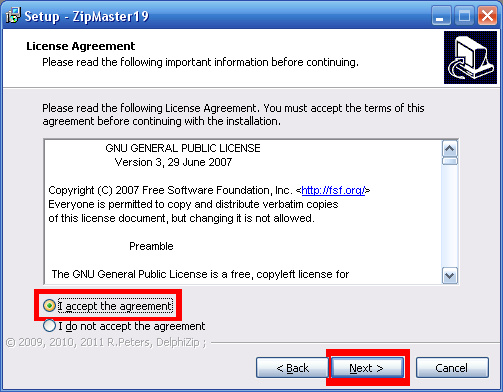 Setup - ZipMaster19
License Agreement
Please read the following important information before continuing.
Please read the following License Agreement. You must accept the terms of this
agreement before continuing with the installation.
GNU GENERAL PUBLIC LICENSE
Version 3, 29 June 2007
Copyright (C) 2007 Free Software Foundation, Inc. <http://fsf.org/>
Everyone is permitted to copy and distribute verbatim copies
of this license document, but changing it is not allowed.
Preamble
The GNU General Public License is a free, copyleft license for
I accept the agreement
I do not accept the agreement
© 2009, 2010, 2011 R.Peters, DelphiZip ;
< Back
Next >
Cancel